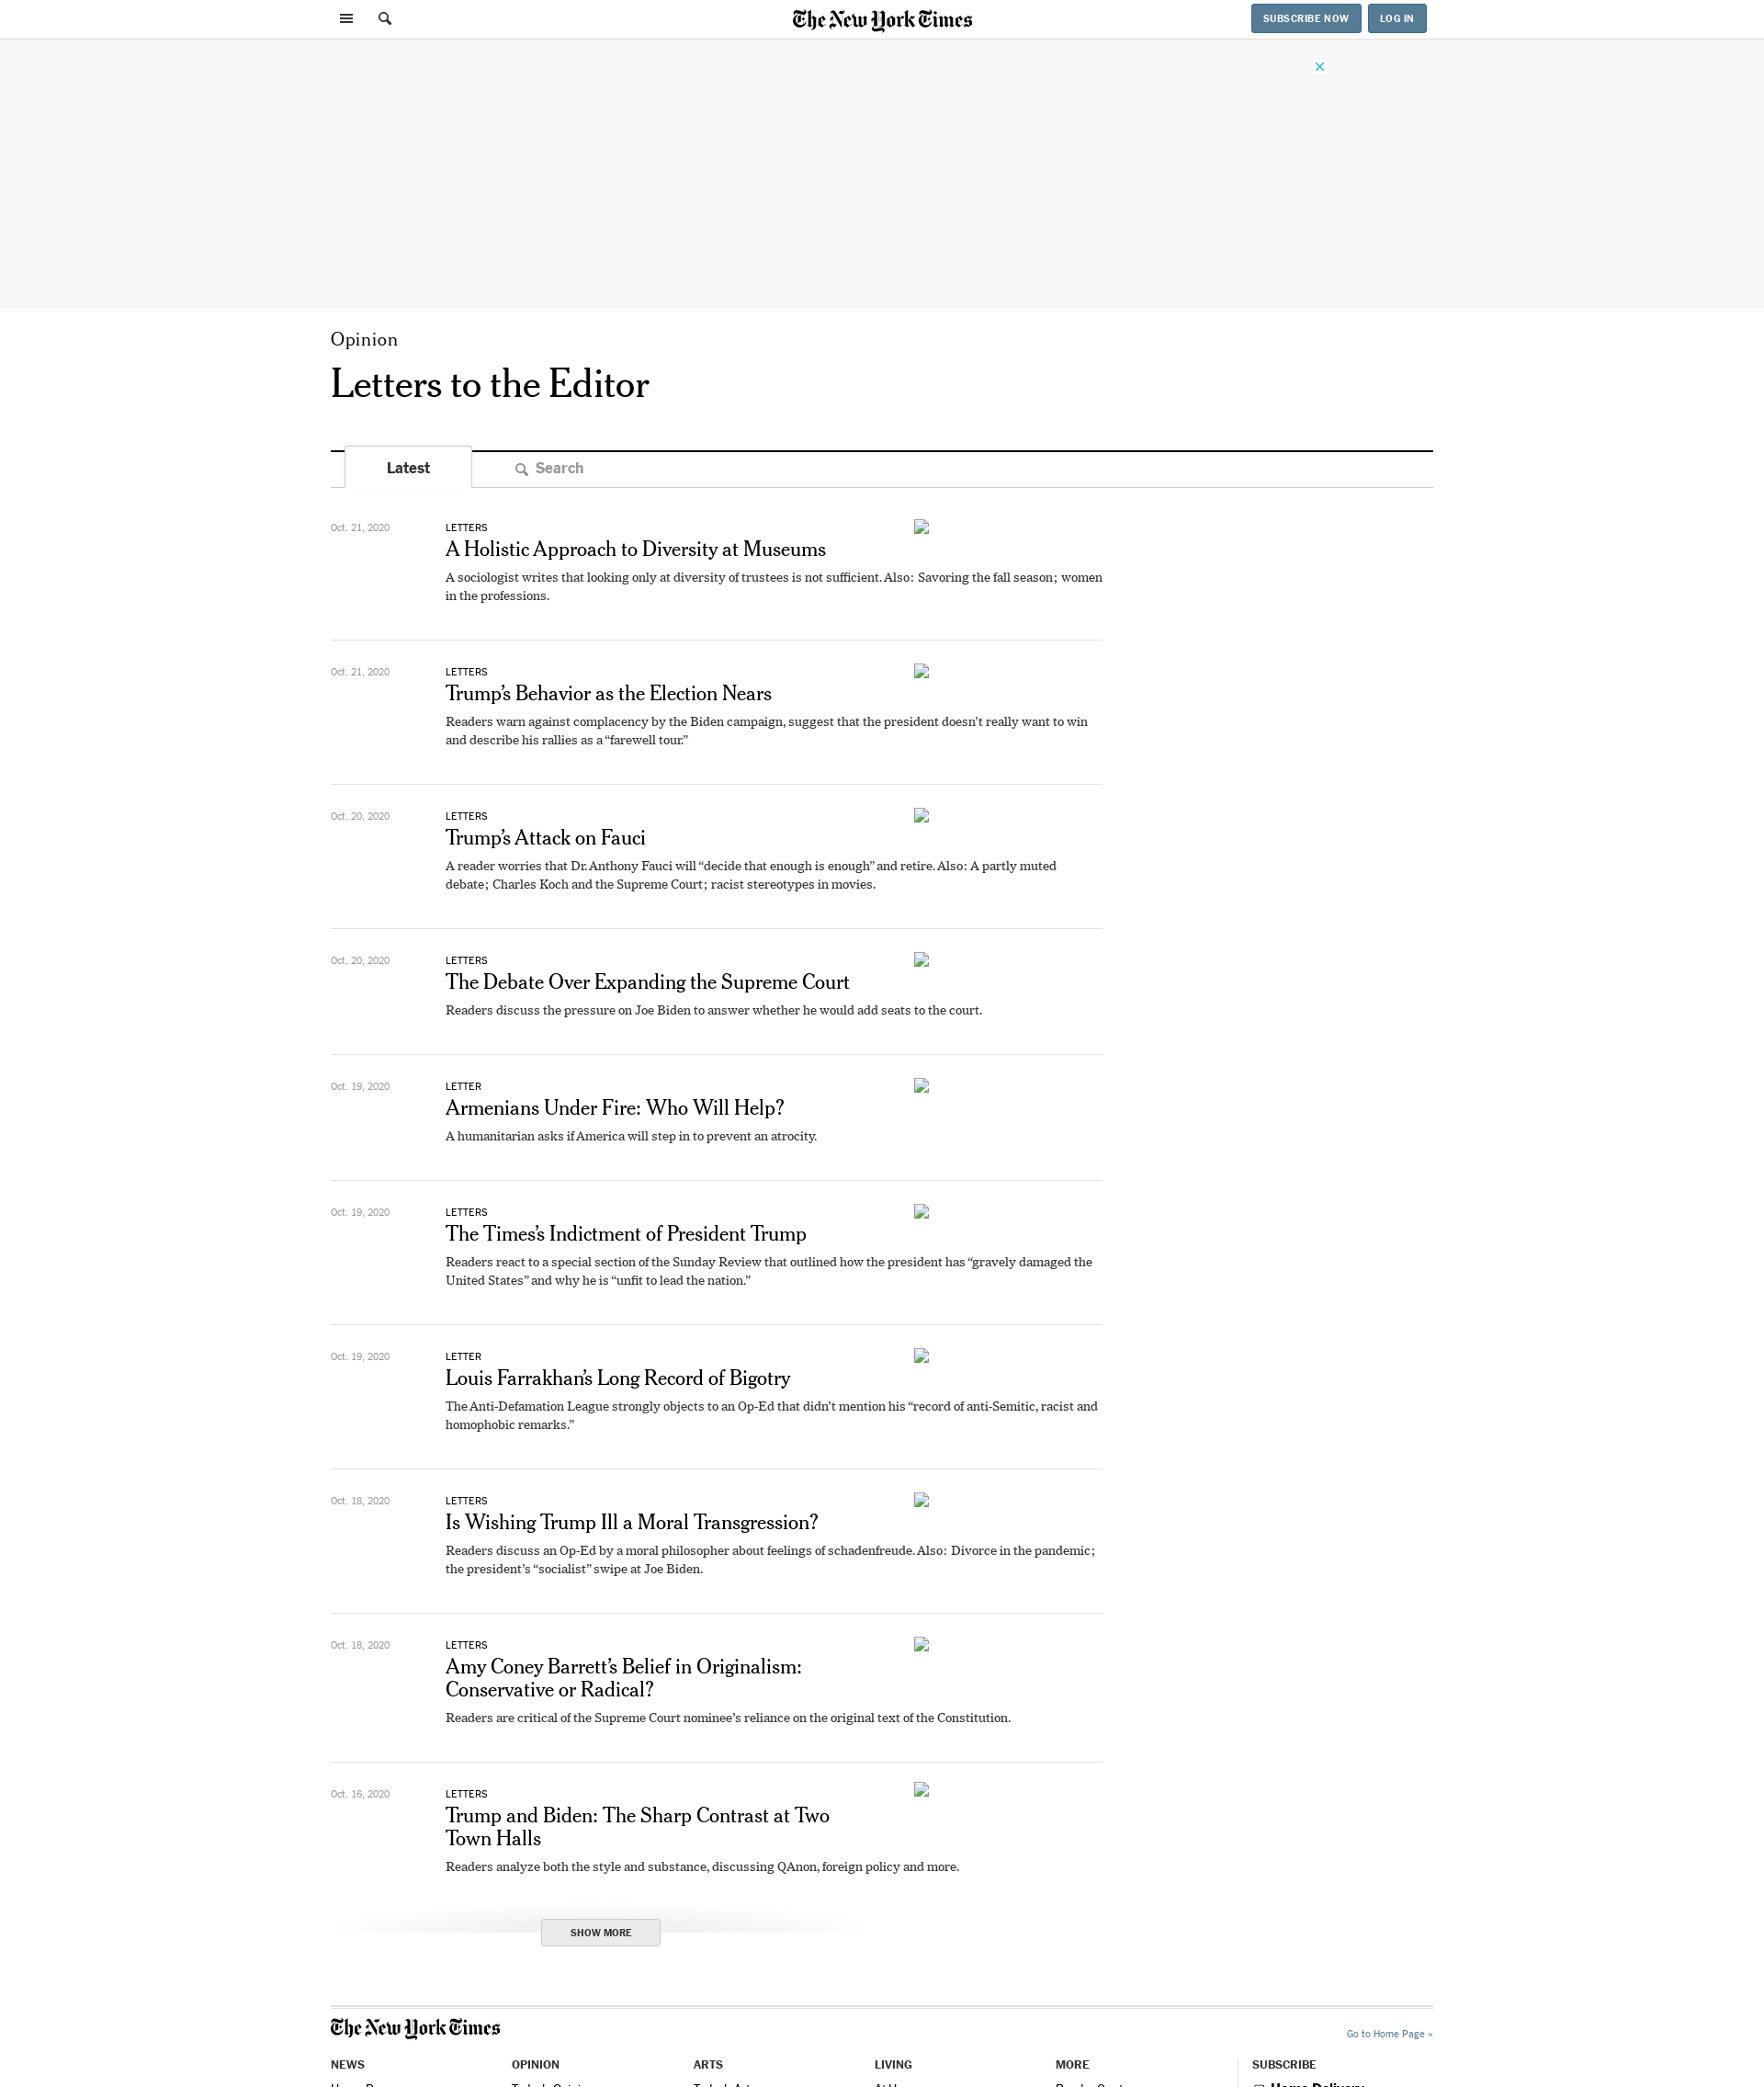 The New York Times
SUBSCRIBE NOW
LOG IN
Opinion
Letters to the Editor
Latest
Search
Oct. 21, 2020
LETTERS
A Holistic Approach to Diversity at Museums
A sociologist writes that looking only at diversity of trustees is not sufficient. Also: Savoring the fall season; women
in the professions.
Oct. 21, 2020
LETTERS
Trump’s Behavior as the Election Nears
Readers warn against complacency by the Biden campaign, suggest that the president doesn’t really want to win
and describe his rallies as a “farewell tour.”
Oct. 20, 2020
LETTERS
Trump’s Attack on Fauci
A reader worries that Dr. Anthony Fauci will “decide that enough is enough” and retire. Also: A partly muted
debate; Charles Koch and the Supreme Court; racist stereotypes in movies.
Oct. 20, 2020
LETTERS
The Debate Over Expanding the Supreme Court
Readers discuss the pressure on Joe Biden to answer whether he would add seats to the court.
Oct. 19, 2020
LETTER
Armenians Under Fire: Who Will Help?
A humanitarian asks if America will step in to prevent an atrocity.
Oct. 19, 2020
LETTERS
The Times’s Indictment of President Trump
Readers react to a special section of the Sunday Review that outlined how the president has “gravely damaged the
United States” and why he is “unfit to lead the nation.”
Oct. 19, 2020
LETTER
Louis Farrakhan’s Long Record of Bigotry
The Anti-Defamation League strongly objects to an Op-Ed that didn’t mention his “record of anti-Semitic, racist and
homophobic remarks.”
Oct. 18, 2020
LETTERS
Is Wishing Trump Ill a Moral Transgression?
Readers discuss an Op-Ed by a moral philosopher about feelings of schadenfreude. Also: Divorce in the pandemic;
the president’s “socialist” swipe at Joe Biden.
Oct. 18, 2020
LETTERS
Amy Coney Barrett’s Belief in Originalism:
Conservative or Radical?
Readers are critical of the Supreme Court nominee’s reliance on the original text of the Constitution.
Oct. 16, 2020
LETTERS
Trump and Biden: The Sharp Contrast at Two
Town Halls
Readers analyze both the style and substance, discussing QAnon, foreign policy and more.
SHOW MORE
The New York Times
Go to Home Page »
NEWS
OPINION
ARTS
LIVING
MORE
SUBSCRIBE
Home Delivery